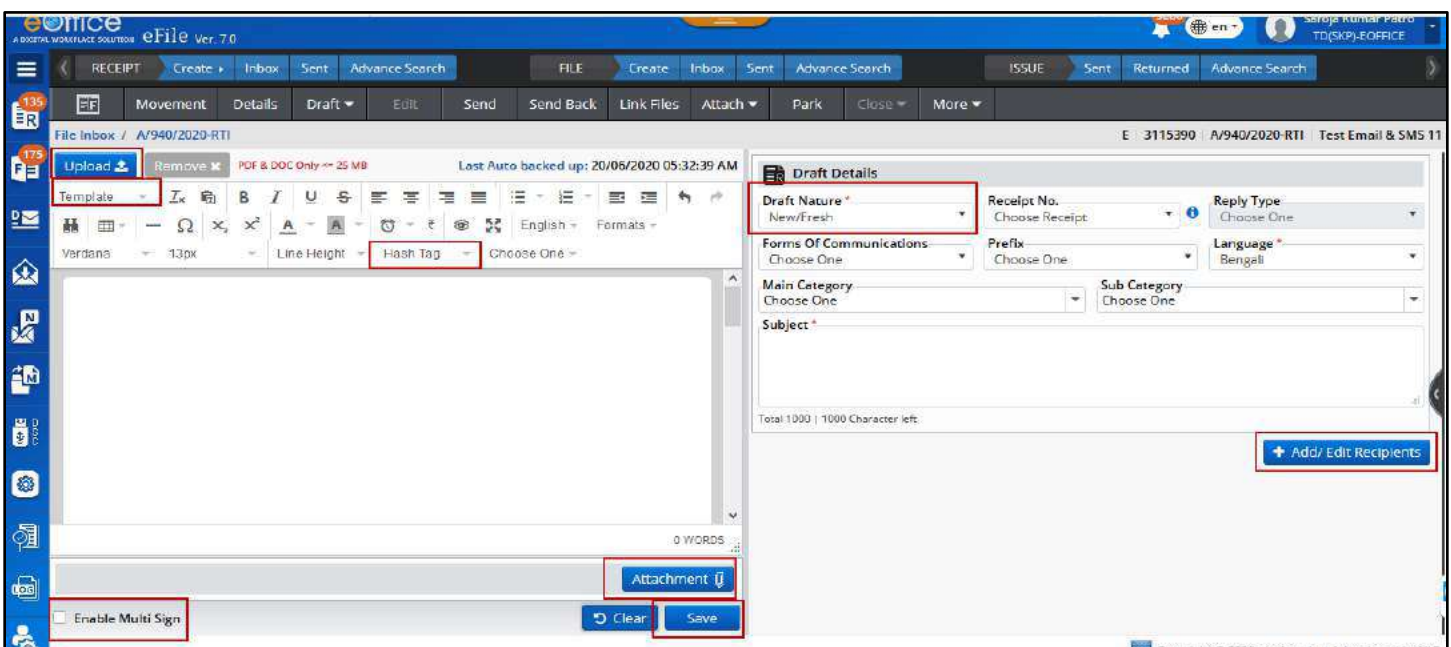 eOffice
A DIGITAL WORKPLACE SOLUTION eFile Ver. 7.0
en
Saroja Kumar Patro
TD(SKP)-EOFFICE
RECEIPT Create Inbox Sent Advance Search FILE Create Inbox Sent Advance Search ISSUE Sent Returned Advance Search
135
R
EF Movement Details Draft Edit Send Send Back Link Files Attach Park Close More
File Inbox / A/940/2020-RTI E 3115390 A/940/2020-RTI Test Email & SMS 11
175
F
Upload Remove PDF & DOC Only <= 25 MB Last Auto backed up: 20/06/2020 05:32:39 AM
Template B I U S
English Formats
Verdana 13px Line Height Hash Tag Choose One
Draft Details
Draft Nature * Receipt No. Reply Type
New/Fresh Choose Receipt Choose One
Forms Of Communications Prefix Language *
Choose One Choose One Bengali
Main Category Sub Category
Choose One Choose One
Subject *
Total 1000 | 1000 Character left
+ Add/ Edit Recipients
N
M
DSC
LOG
0 WORDS
Attachment
Enable Multi Sign Clear Save